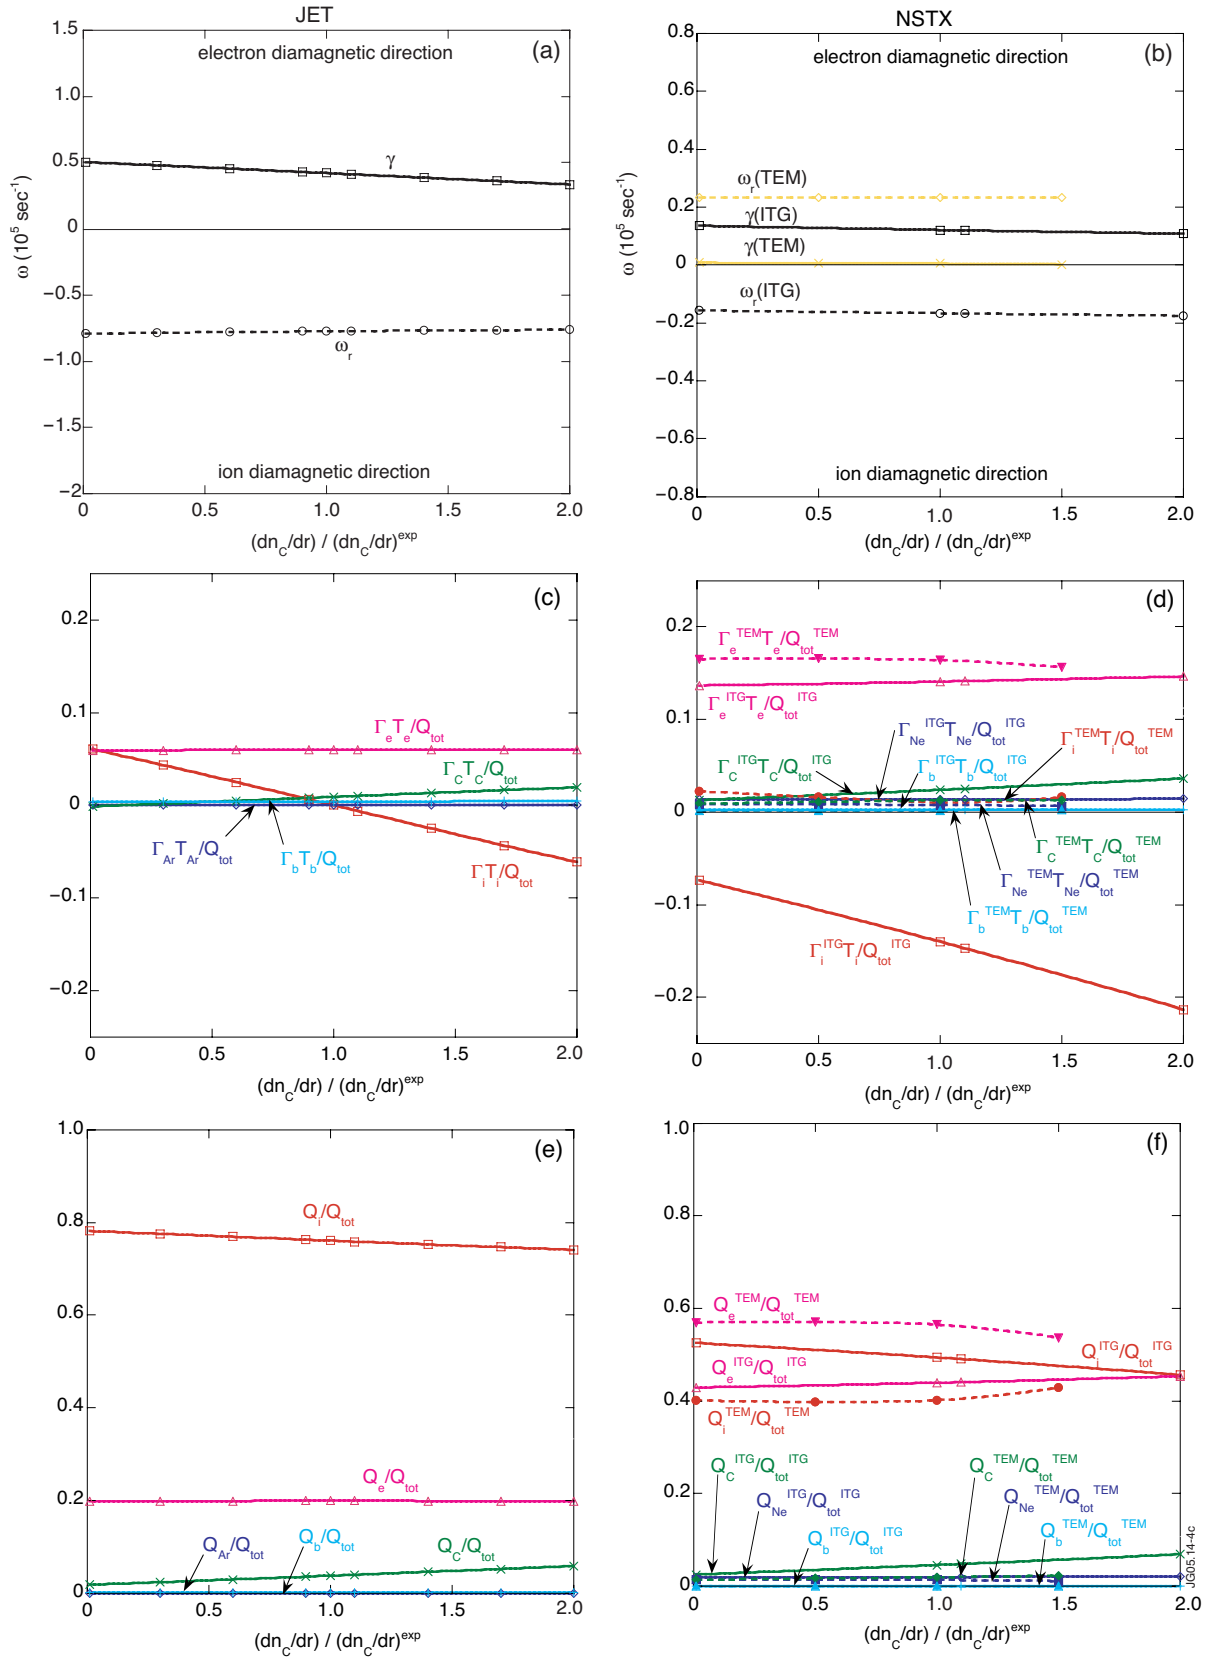 JET
NSTX
1.5
1.0
0.5
0
−0.5
−1.0
−1.5
−2
ω (10^5 sec^-1)
electron diamagnetic direction
(a)
γ
ω_r
ion diamagnetic direction
0 0.5 1.0 1.5 2.0
(dn_C/dr) / (dn_C/dr)^exp
0.8
0.6
0.4
0.2
0
−0.2
−0.4
−0.6
−0.8
ω (10^5 sec^-1)
electron diamagnetic direction
(b)
ω_r(TEM)
γ(ITG)
γ(TEM)
ω_r(ITG)
ion diamagnetic direction
0 0.5 1.0 1.5 2.0
(dn_C/dr) / (dn_C/dr)^exp
0.2
0.1
0
−0.1
−0.2
(c)
Γ_e T_e/Q_tot
Γ_C T_C/Q_tot
Γ_Ar T_Ar/Q_tot
Γ_b T_b/Q_tot
Γ_i T_i/Q_tot
0 0.5 1.0 1.5 2.0
(dn_C/dr) / (dn_C/dr)^exp
0.2
0.1
0
−0.1
−0.2
(d)
Γ_e^TEM T_e/Q_tot^TEM
Γ_e^ITG T_e/Q_tot^ITG
Γ_Ne^ITG T_Ne/Q_tot^ITG
Γ_i^TEM T_i/Q_tot^TEM
Γ_C^ITG T_C/Q_tot^ITG
Γ_b^ITG T_b/Q_tot^ITG
Γ_C^TEM T_C/Q_tot^TEM
Γ_Ne^TEM T_Ne/Q_tot^TEM
Γ_b^TEM T_b/Q_tot^TEM
Γ_i^ITG T_i/Q_tot^ITG
0 0.5 1.0 1.5 2.0
(dn_C/dr) / (dn_C/dr)^exp
1.0
0.8
0.6
0.4
0.2
0
(e)
Q_i/Q_tot
Q_e/Q_tot
Q_Ar/Q_tot
Q_b/Q_tot
Q_C/Q_tot
0 0.5 1.0 1.5 2.0
(dn_C/dr) / (dn_C/dr)^exp
1.0
0.8
0.6
0.4
0.2
0
(f)
Q_e^TEM/Q_tot^TEM
Q_i^ITG/Q_tot^ITG
Q_e^ITG/Q_tot^ITG
Q_i^TEM/Q_tot^TEM
Q_C^ITG/Q_tot^ITG
Q_C^TEM/Q_tot^TEM
Q_Ne^ITG/Q_tot^ITG
Q_Ne^TEM/Q_tot^TEM
Q_b^ITG/Q_tot^ITG
Q_b^TEM/Q_tot^TEM
0 0.5 1.0 1.5 2.0
(dn_C/dr) / (dn_C/dr)^exp
JG05.14-4c